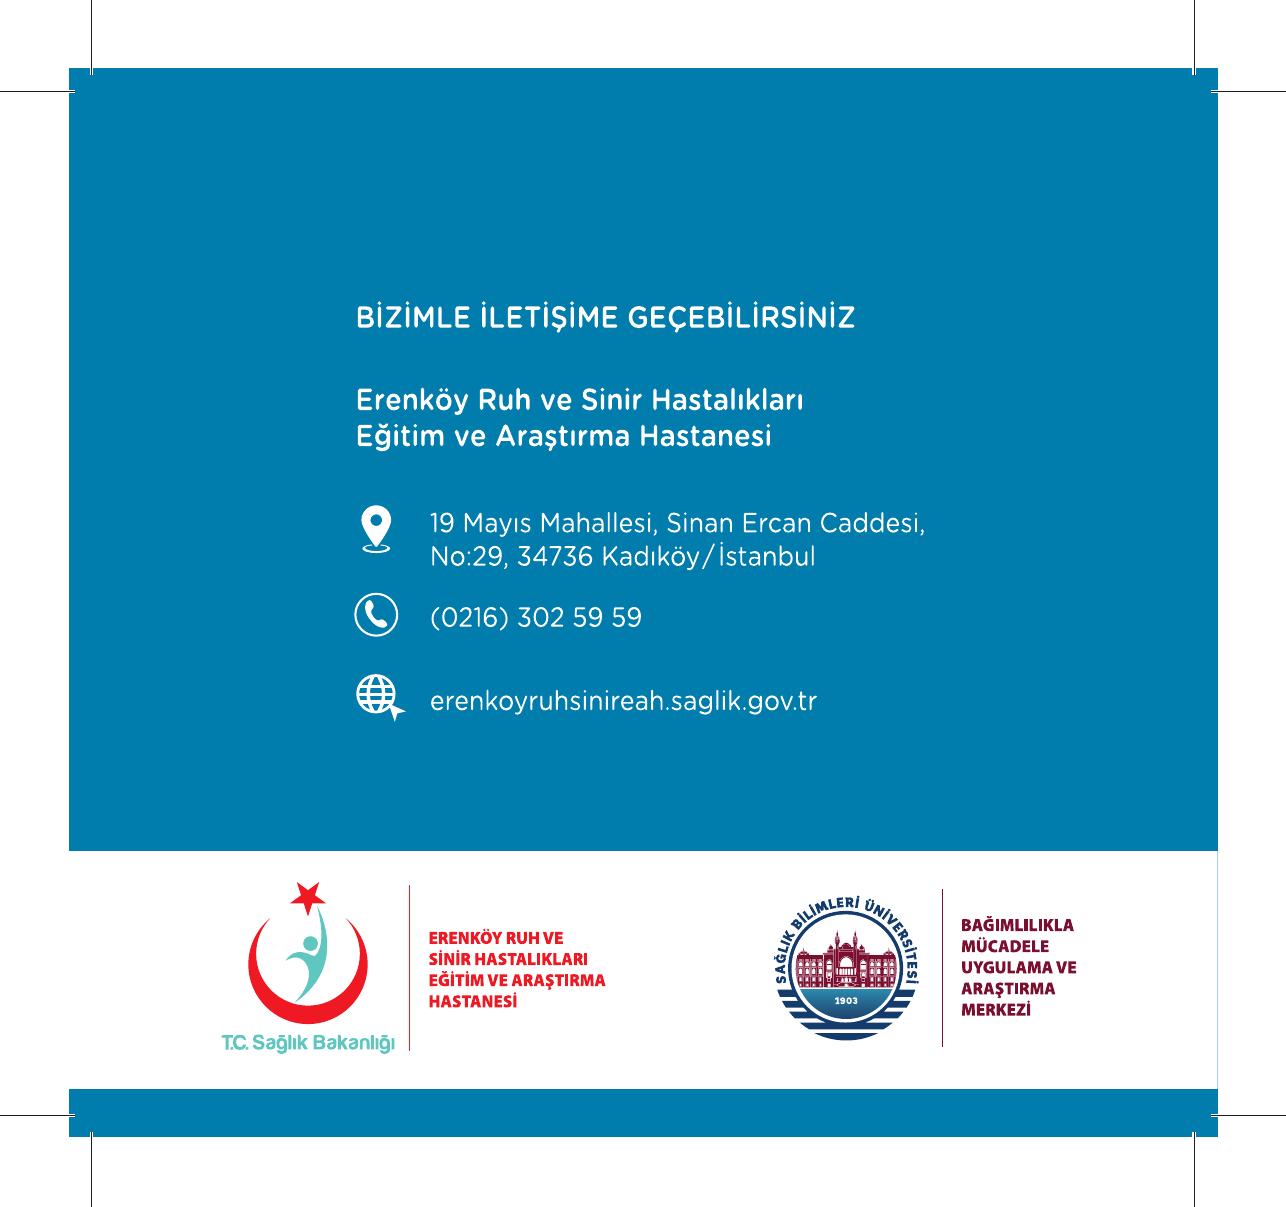 BİZİMLE İLETİŞİME GEÇEBİLİRSİNİZ
Erenköy Ruh ve Sinir Hastalıkları
Eğitim ve Araştırma Hastanesi
19 Mayıs Mahallesi, Sinan Ercan Caddesi,
No:29, 34736 Kadıköy/İstanbul
(0216) 302 59 59
erenkoyruhsinireah.saglik.gov.tr
T.C. Sağlık Bakanlığı
ERENKÖY RUH VE
SİNİR HASTALIKLARI
EĞİTİM VE ARAŞTIRMA
HASTANESİ
SAĞLIK BİLİMLERİ ÜNİVERSİTESİ
1903
BAĞIMLILIKLA
MÜCADELE
UYGULAMA VE
ARAŞTIRMA
MERKEZİ